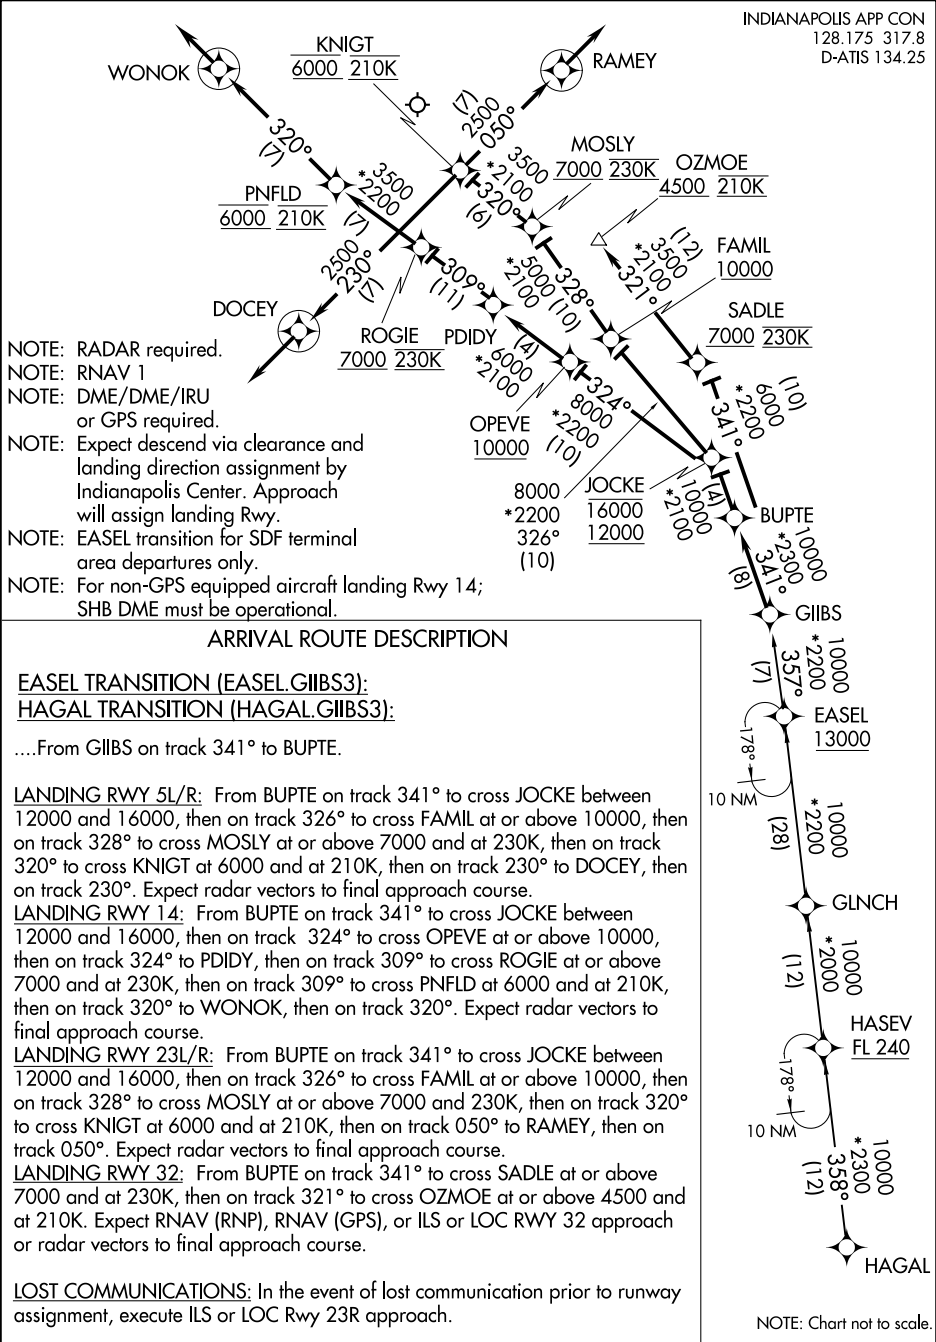 INDIANAPOLIS APP CON
128.175 317.8
D-ATIS 134.25
KNIGT
6000 210K
WONOK
RAMEY
(7)
2500
050°
320°
(7)
MOSLY
7000 230K
OZMOE
4500 210K
3500
*2100
320°
(6)
PNFLD
6000 210K
3500
*2200
(7)
FAMIL
10000
(12)
3500
*2100
321°
2500
230°
(7)
309°
(11)
5000
*2100
328°
(10)
SADLE
7000 230K
DOCEY
ROGIE
7000 230K
PDIDY
(4)
6000
*2100
OPEVE
10000
324°
8000
*2200
(10)
(10)
6000
*2200
341°
8000
*2200
326°
(10)
JOCKE
16000
12000
(4)
10000
*2100
BUPTE
10000
*2300
341°
(8)
GIIBS
10000
*2200
357°
(7)
EASEL
13000
178°
10 NM
10000
*2200
(28)
GLNCH
10000
*2000
(12)
HASEV
FL 240
178°
10 NM
10000
*2300
358°
(12)
HAGAL
NOTE: RADAR required.
NOTE: RNAV 1
NOTE: DME/DME/IRU
or GPS required.
NOTE: Expect descend via clearance and
landing direction assignment by
Indianapolis Center. Approach
will assign landing Rwy.
NOTE: EASEL transition for SDF terminal
area departures only.
NOTE: For non-GPS equipped aircraft landing Rwy 14;
SHB DME must be operational.
ARRIVAL ROUTE DESCRIPTION
EASEL TRANSITION (EASEL.GIIBS3):
HAGAL TRANSITION (HAGAL.GIIBS3):
....From GIIBS on track 341° to BUPTE.
LANDING RWY 5L/R: From BUPTE on track 341° to cross JOCKE between
12000 and 16000, then on track 326° to cross FAMIL at or above 10000, then
on track 328° to cross MOSLY at or above 7000 and at 230K, then on track
320° to cross KNIGT at 6000 and at 210K, then on track 230° to DOCEY, then
on track 230°. Expect radar vectors to final approach course.
LANDING RWY 14: From BUPTE on track 341° to cross JOCKE between
12000 and 16000, then on track 324° to cross OPEVE at or above 10000,
then on track 324° to PDIDY, then on track 309° to cross ROGIE at or above
7000 and at 230K, then on track 309° to cross PNFLD at 6000 and at 210K,
then on track 320° to WONOK, then on track 320°. Expect radar vectors to
final approach course.
LANDING RWY 23L/R: From BUPTE on track 341° to cross JOCKE between
12000 and 16000, then on track 326° to cross FAMIL at or above 10000, then
on track 328° to cross MOSLY at or above 7000 and 230K, then on track 320°
to cross KNIGT at 6000 and at 210K, then on track 050° to RAMEY, then on
track 050°. Expect radar vectors to final approach course.
LANDING RWY 32: From BUPTE on track 341° to cross SADLE at or above
7000 and at 230K, then on track 321° to cross OZMOE at or above 4500 and
at 210K. Expect RNAV (RNP), RNAV (GPS), or ILS or LOC RWY 32 approach
or radar vectors to final approach course.
LOST COMMUNICATIONS: In the event of lost communication prior to runway
assignment, execute ILS or LOC Rwy 23R approach.
NOTE: Chart not to scale.